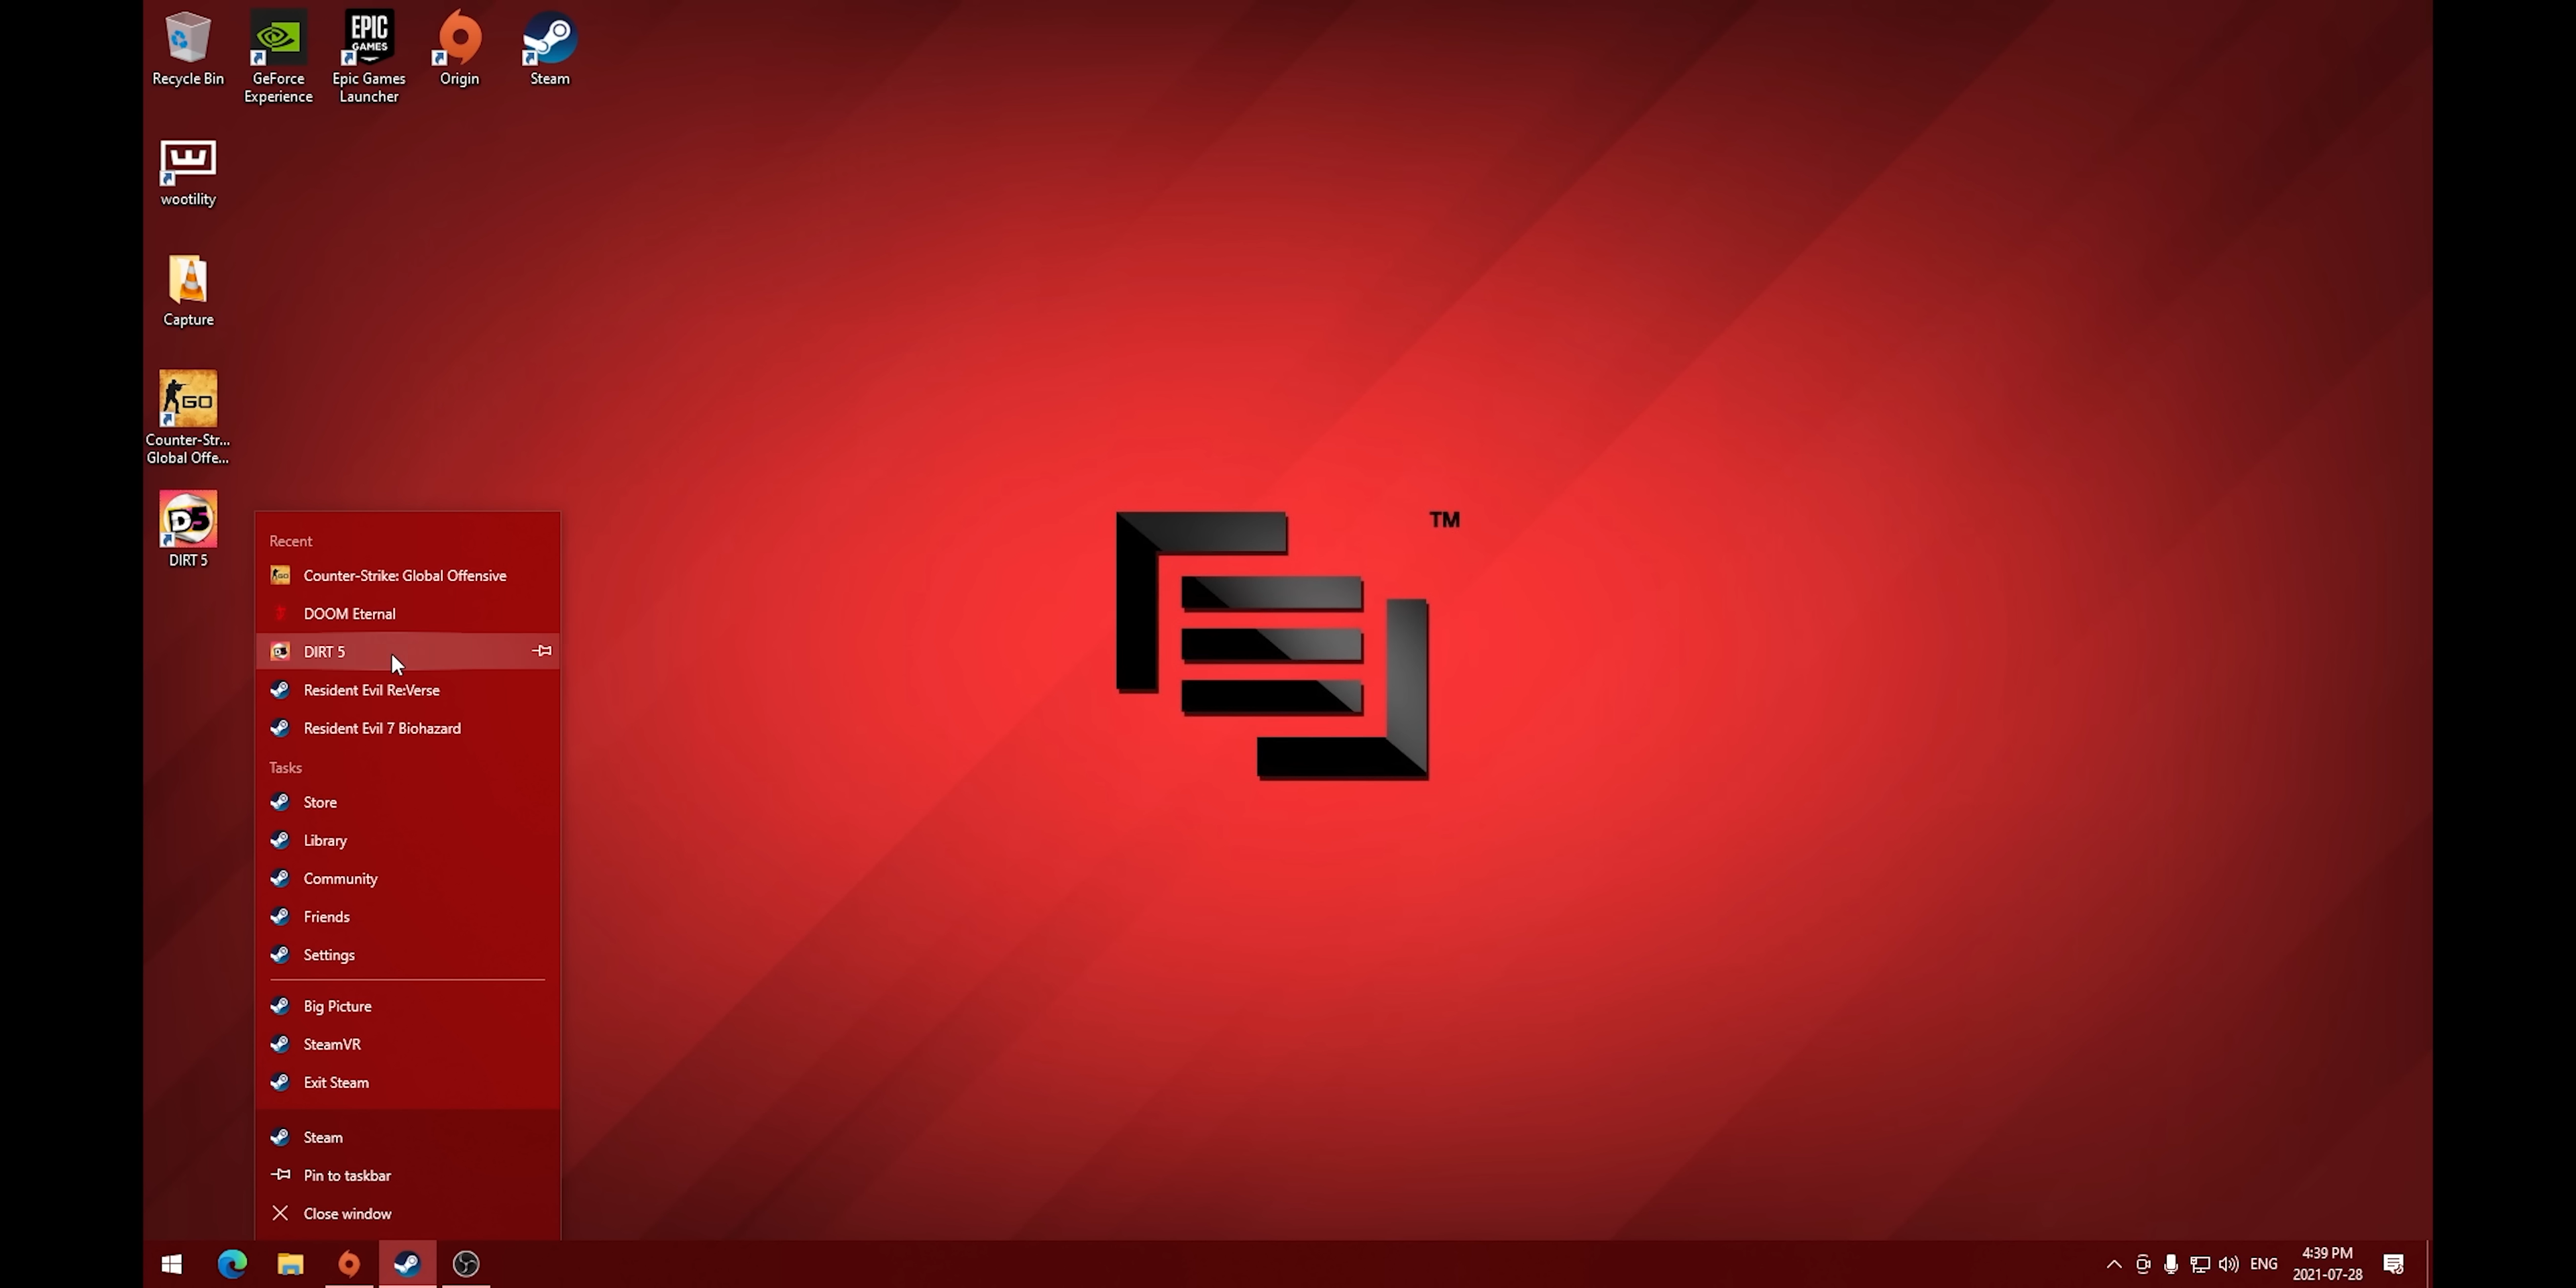 Recycle Bin
GeForce
Experience
EPIC
GAMES
Epic Games
Launcher
Origin
Steam
wootility
Capture
GO
Counter-Str...
Global Offe...
D5
DIRT 5
Recent
Counter-Strike: Global Offensive
DOOM Eternal
DIRT 5
Resident Evil Re:Verse
Resident Evil 7 Biohazard
Tasks
Store
Library
Community
Friends
Settings
Big Picture
SteamVR
Exit Steam
Steam
Pin to taskbar
Close window
TM
ENG
4:39 PM
2021-07-28